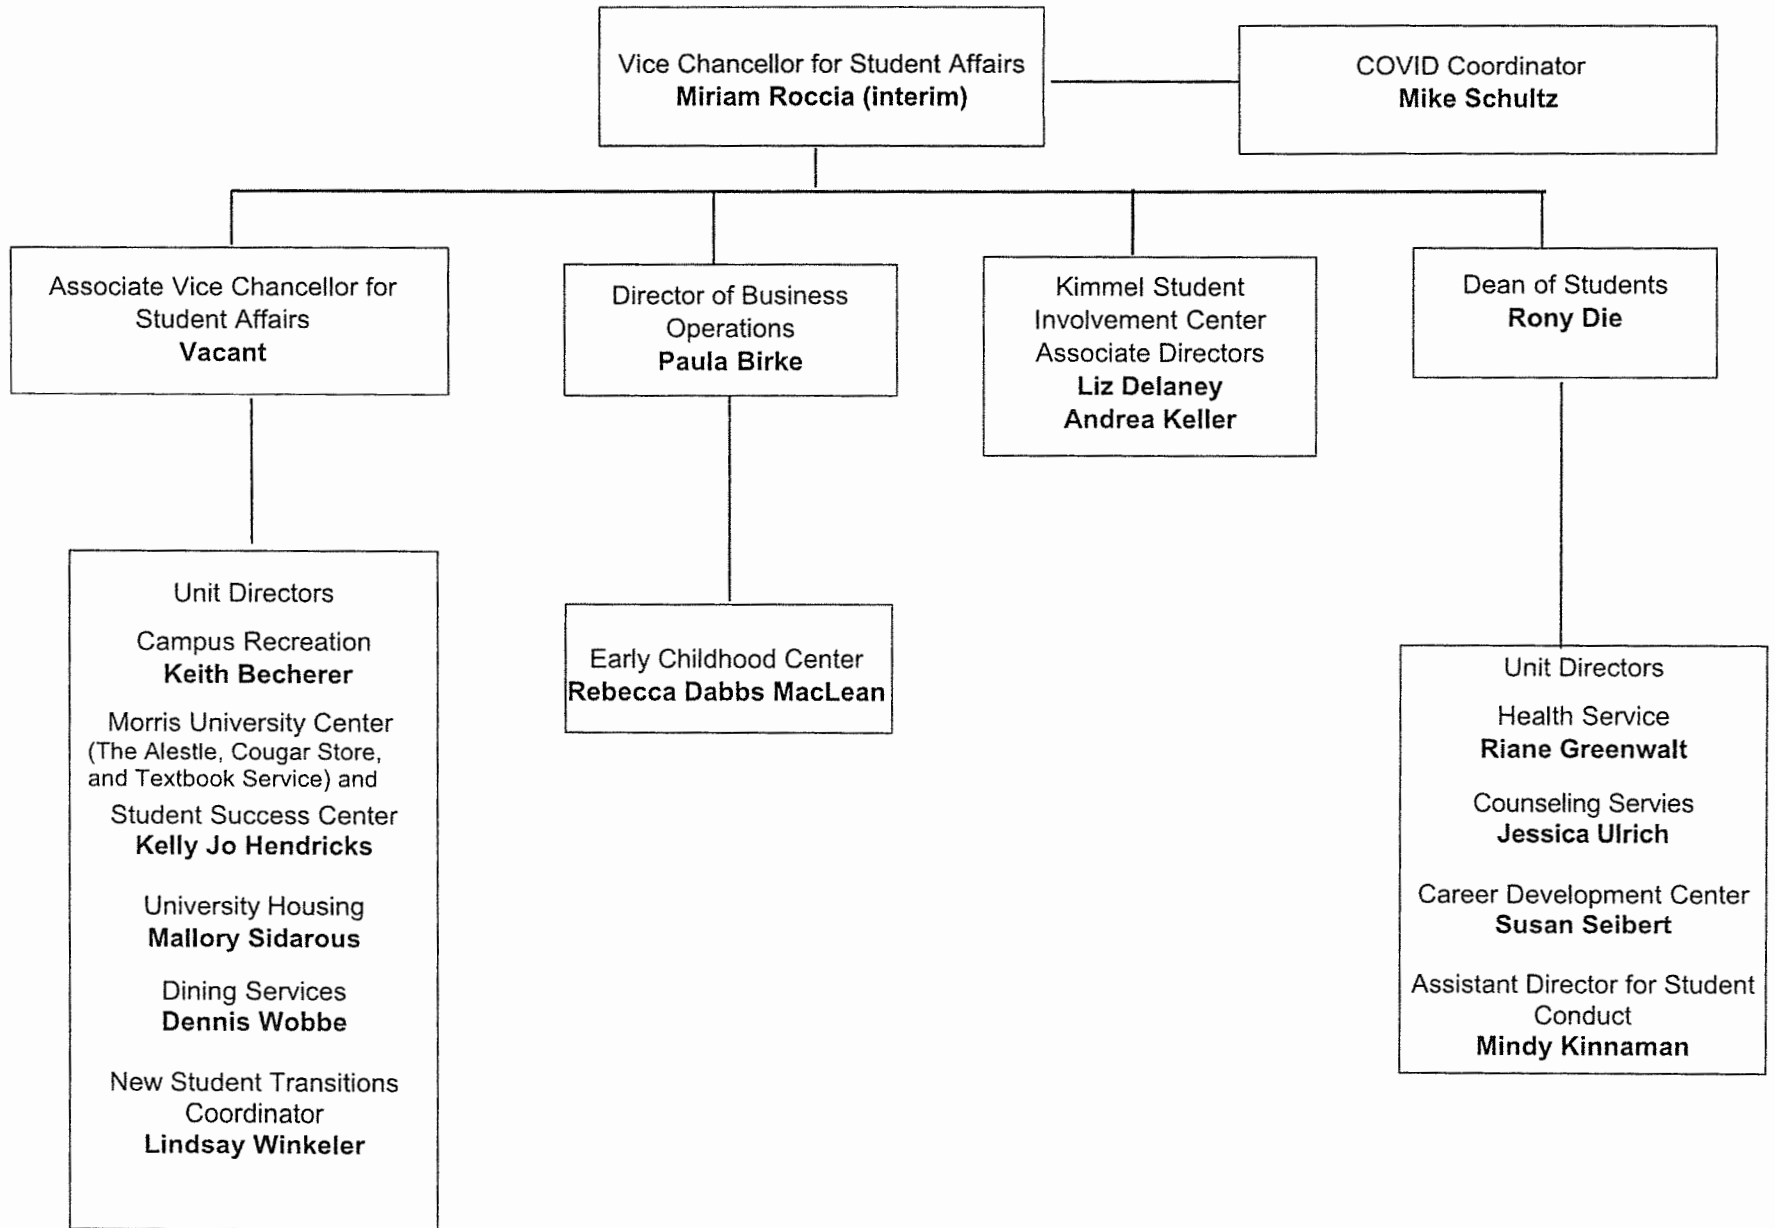 Vice Chancellor for Student Affairs
Miriam Roccia (interim)
COVID Coordinator
Mike Schultz
Associate Vice Chancellor for
Student Affairs
Vacant
Director of Business
Operations
Paula Birke
Kimmel Student
Involvement Center
Associate Directors
Liz Delaney
Andrea Keller
Dean of Students
Rony Die
Unit Directors
Campus Recreation
Keith Becherer
Morris University Center
(The Alestle, Cougar Store,
and Textbook Service) and
Student Success Center
Kelly Jo Hendricks
University Housing
Mallory Sidarous
Dining Services
Dennis Wobbe
New Student Transitions
Coordinator
Lindsay Winkeler
Early Childhood Center
Rebecca Dabbs MacLean
Unit Directors
Health Service
Riane Greenwalt
Counseling Servies
Jessica Ulrich
Career Development Center
Susan Seibert
Assistant Director for Student
Conduct
Mindy Kinnaman